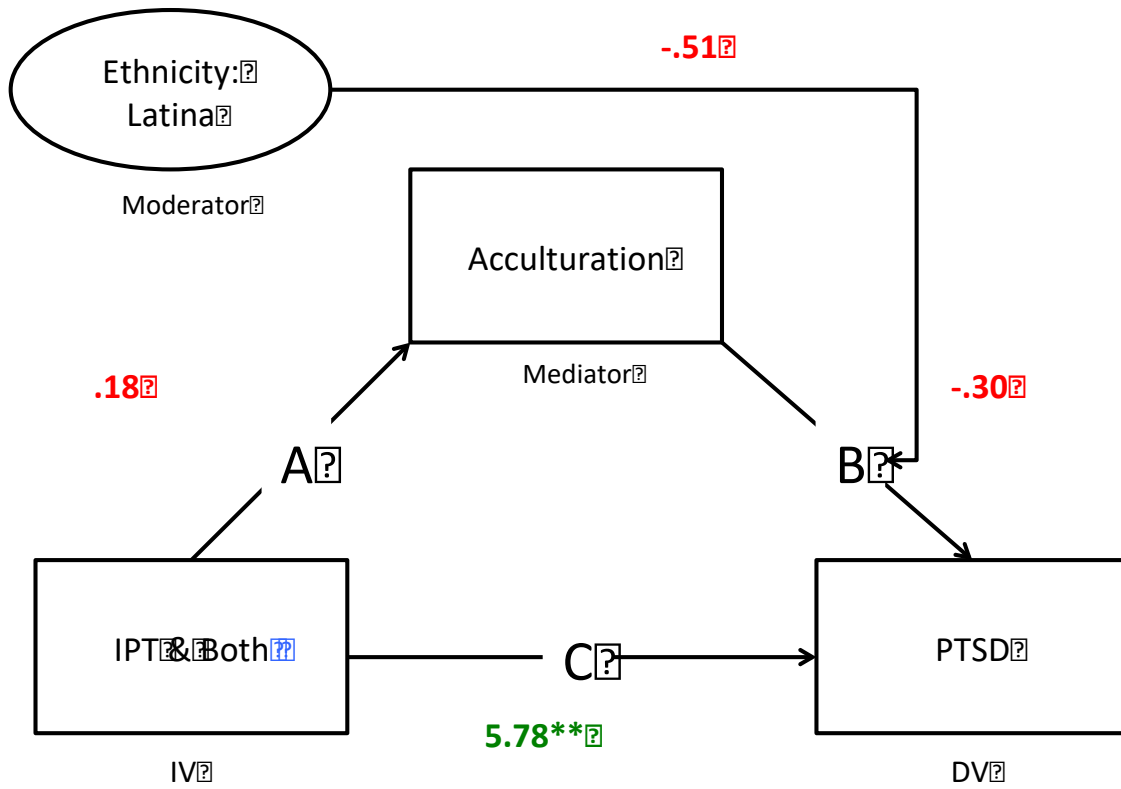 -.51⍰
Ethnicity:⍰
Latina⍰
Moderator⍰
Acculturation⍰
Mediator⍰
.18⍰
-.30⍰
A⍰
B⍰
IPT⍰&⍰Both⍰⍰
C⍰
PTSD⍰
5.78**⍰
IV⍰
DV⍰